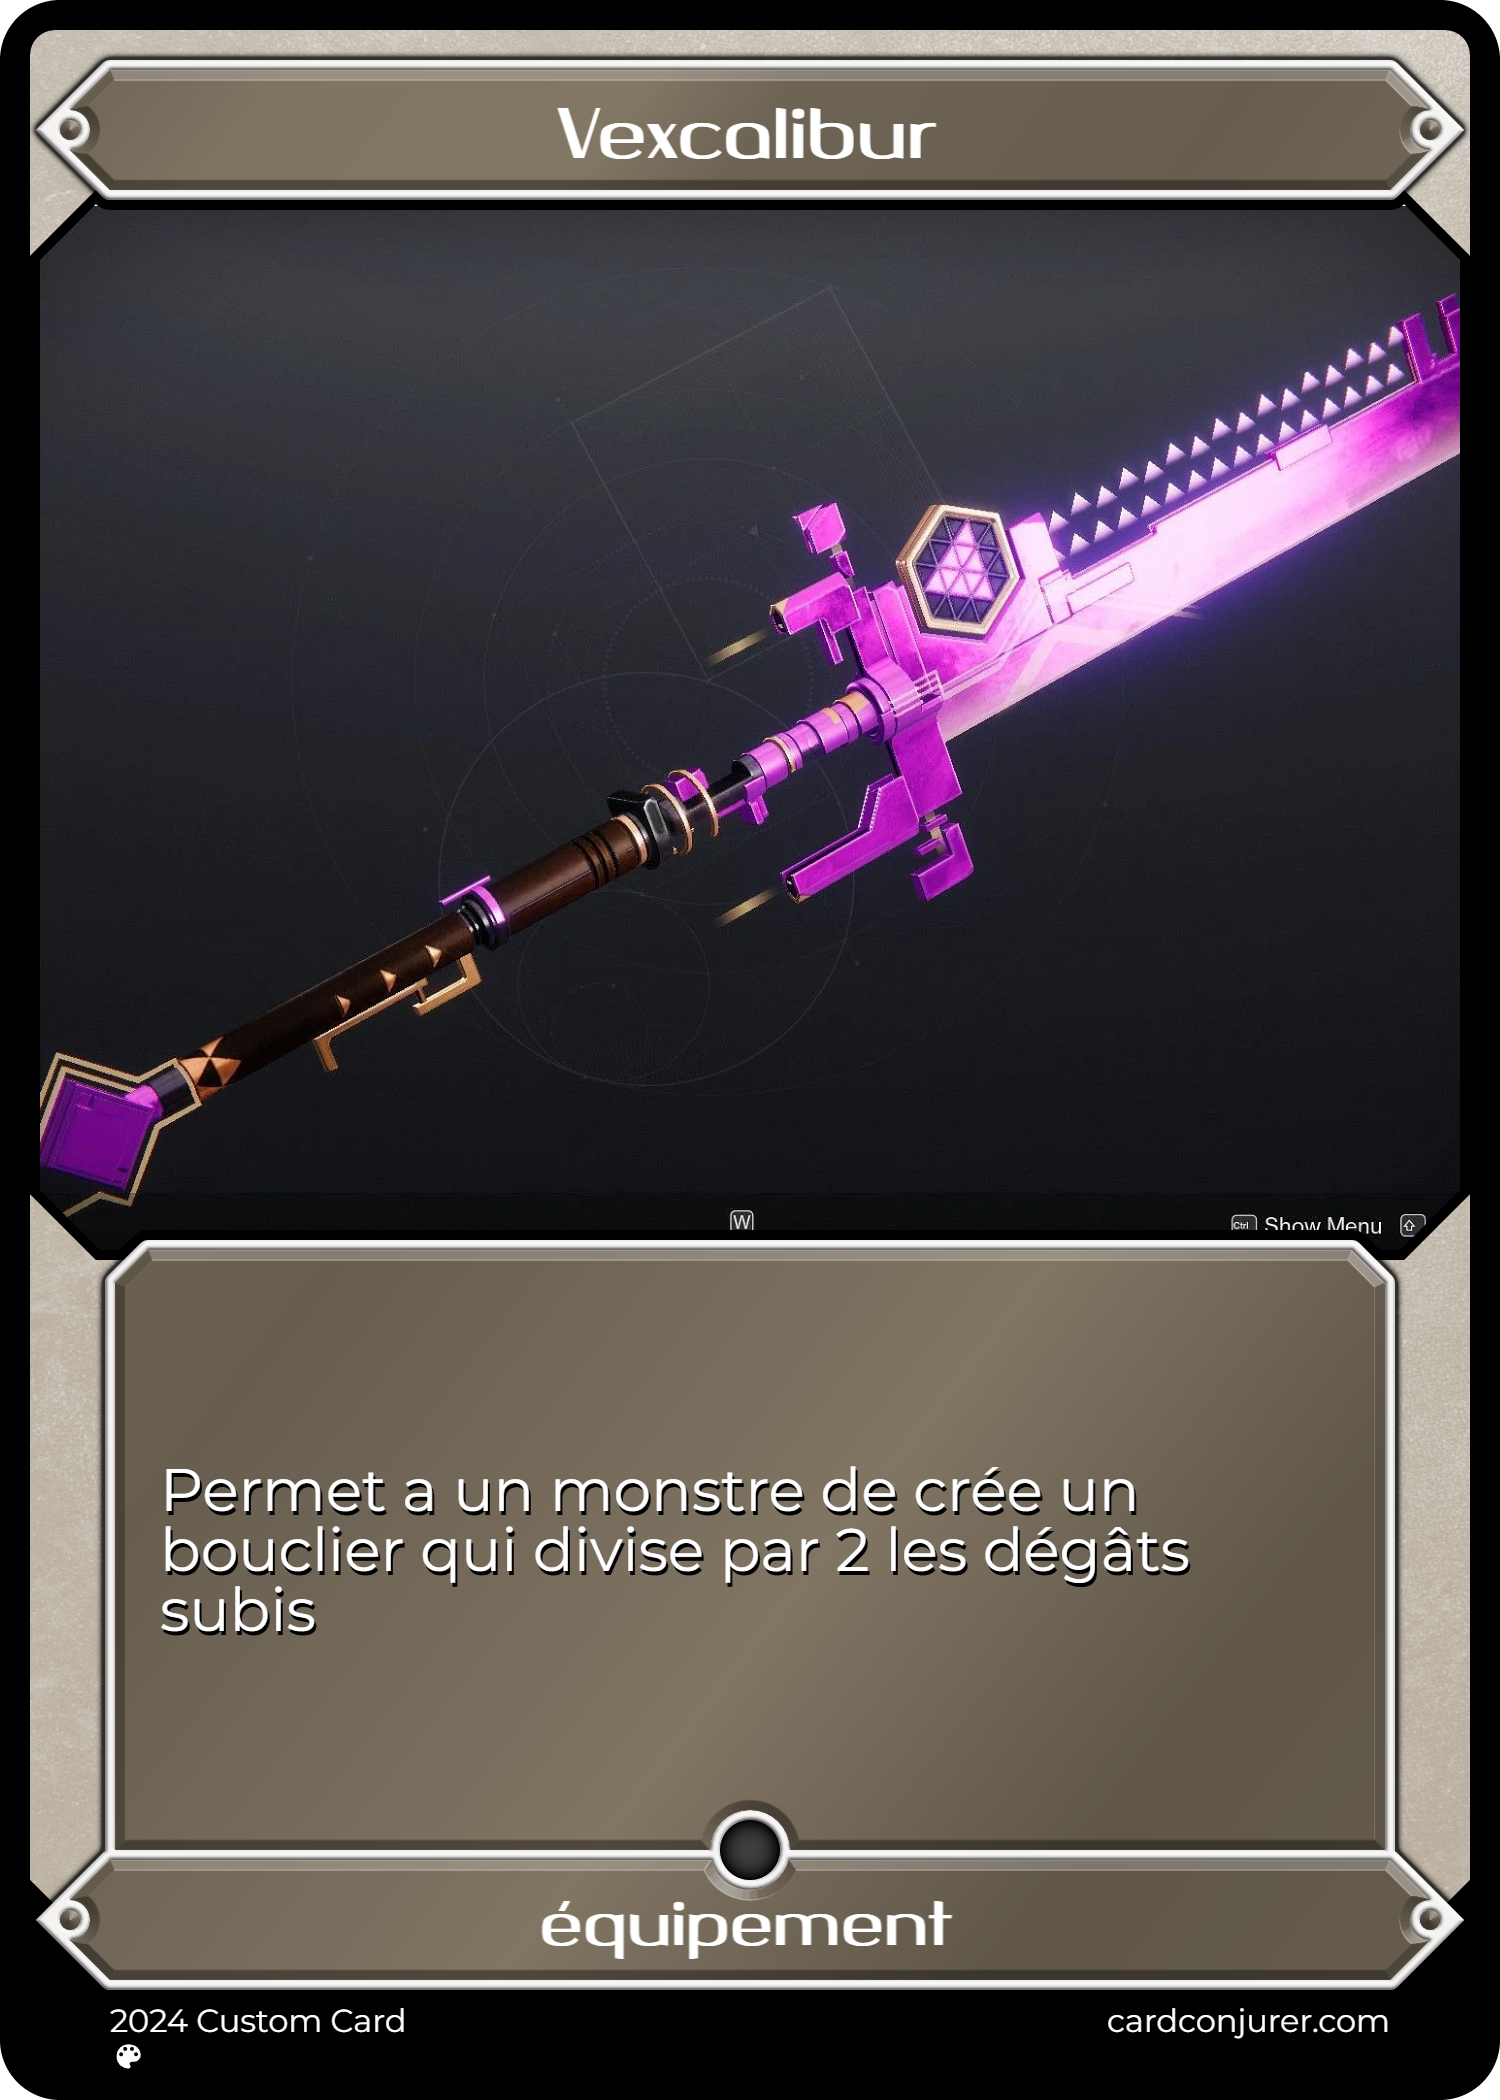 Vexcalibur
W
Ctrl Show Menu
Permet a un monstre de crée un
bouclier qui divise par 2 les dégâts
subis
équipement
2024 Custom Card
cardconjurer.com